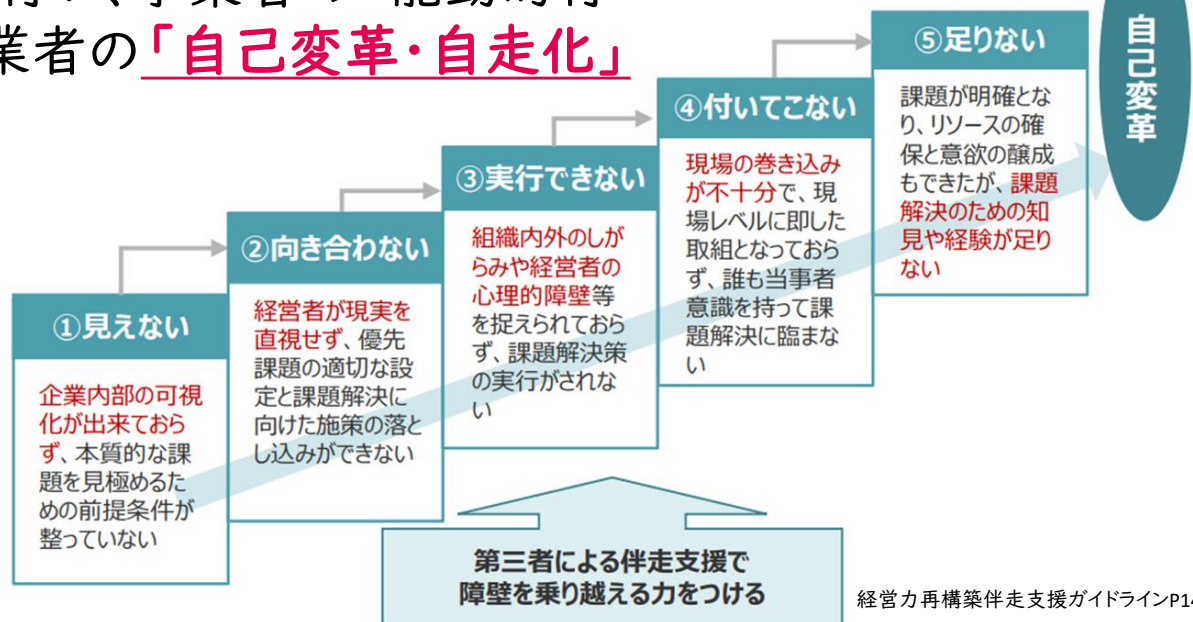 業者の「自己変革・自走化」
自己変革
⑤足りない
課題が明確とな
り、リソースの確
保と意欲の醸成
もできたが、課題
解決のための知
見や経験が足り
ない
④付いてこない
現場の巻き込み
が不十分で、現
場レベルに即した
取組となっておら
ず、誰も当事者
意識を持って課
題解決に臨まな
い
③実行できない
組織内外のしが
らみや経営者の
心理的障壁等
を捉えられておら
ず、課題解決策
の実行がされな
い
②向き合わない
経営者が現実を
直視せず、優先
課題の適切な設
定と課題解決に
向けた施策の落と
し込みができない
①見えない
企業内部の可視
化が出来ておら
ず、本質的な課
題を見極めるた
めの前提条件が
整っていない
第三者による伴走支援で
障壁を乗り越える力をつける
経営力再構築伴走支援ガイドラインP14